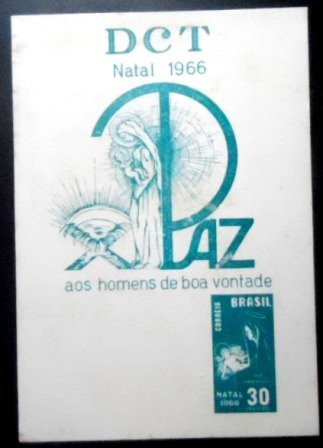 DCT
Natal 1966
PAZ
aos homens de boa vontade
BRASIL
CORREIO
NATAL
1966
30